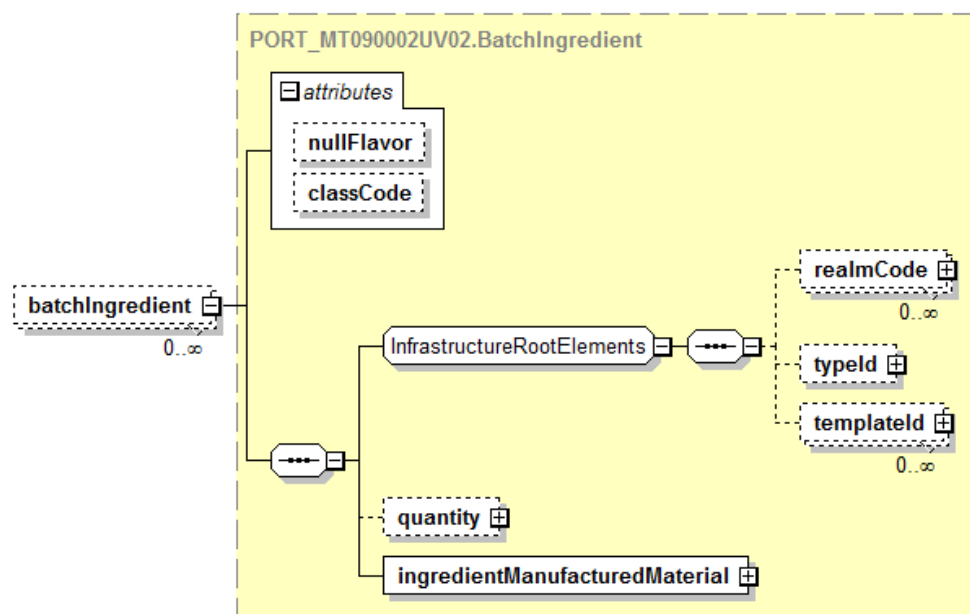 PORT_MT090002UV02.BatchIngredient
attributes
nullFlavor
classCode
batchIngredient
0..∞
InfrastructureRootElements
realmCode
0..∞
typeId
templateId
0..∞
quantity
ingredientManufacturedMaterial